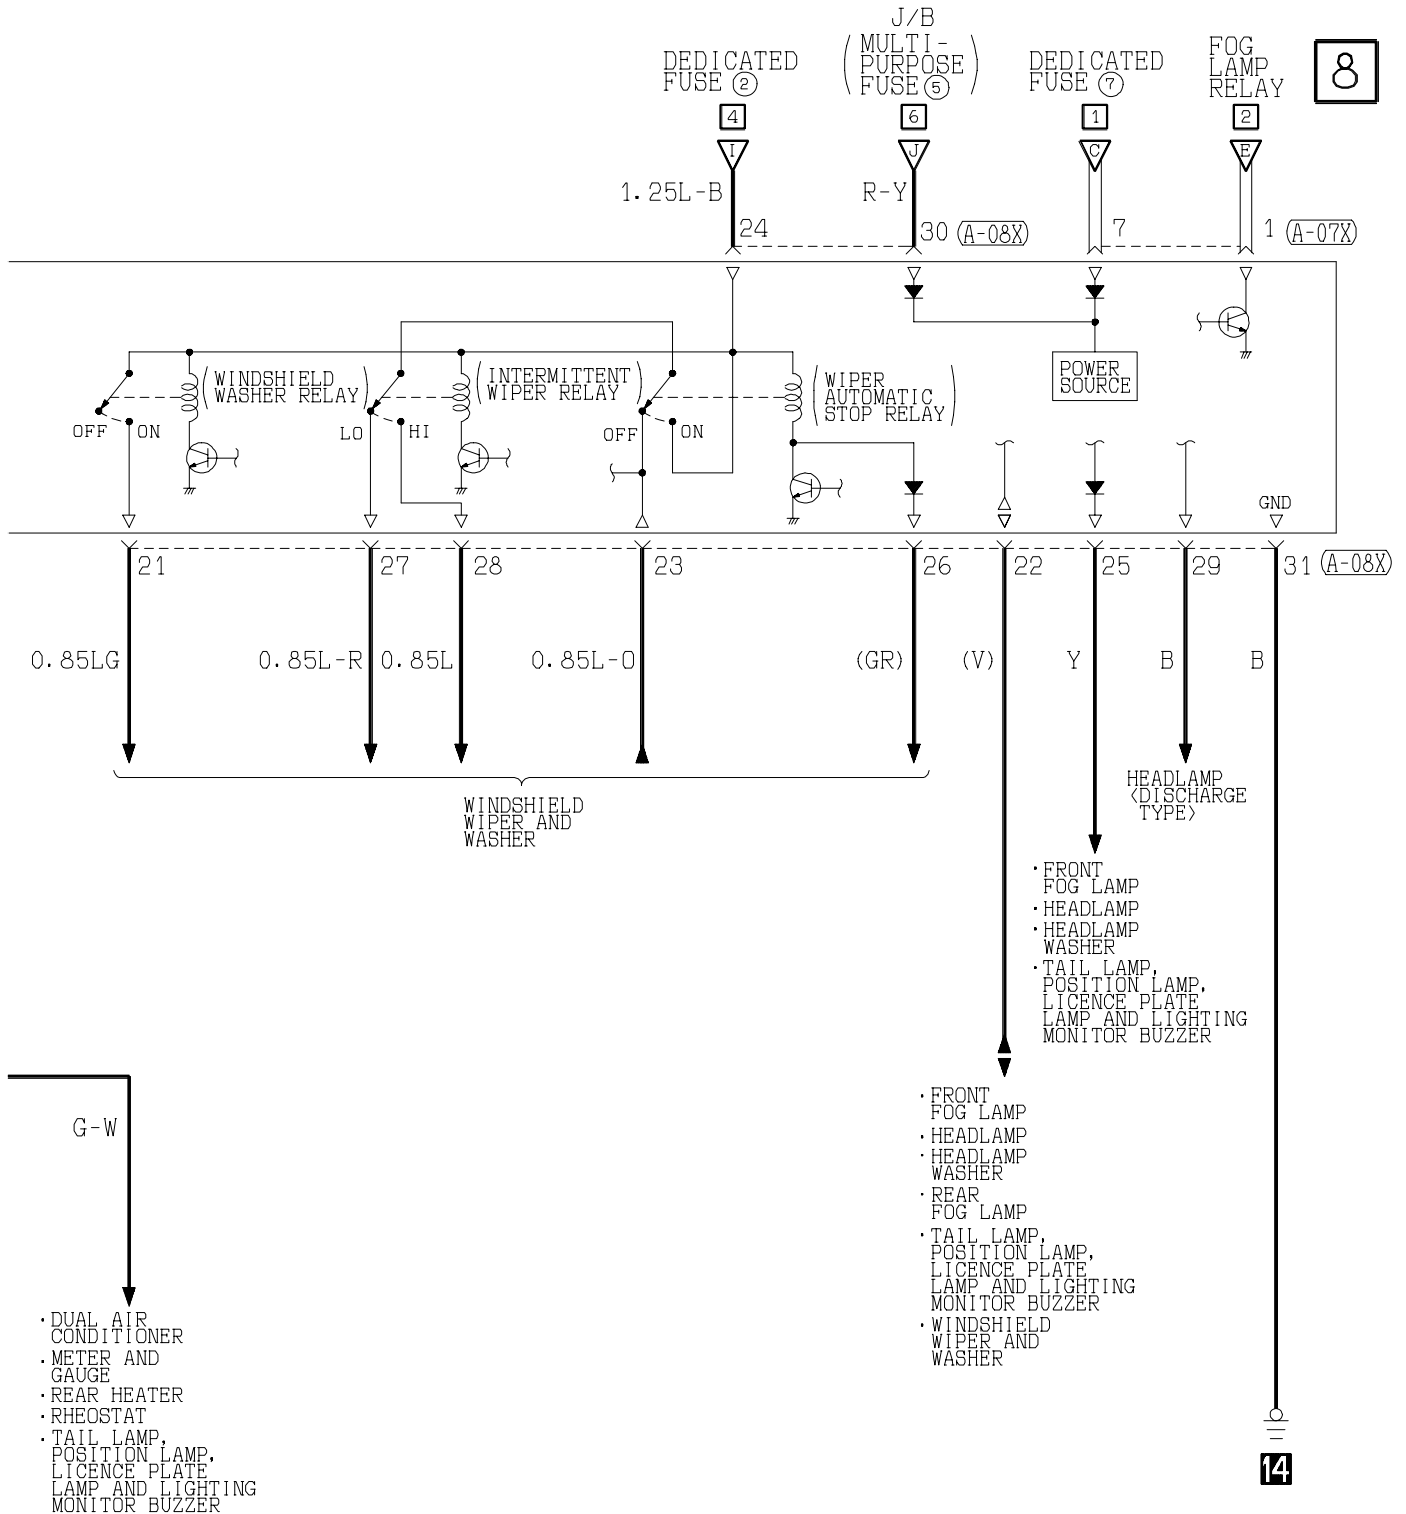 J/B
DEDICATED
FUSE ②
(MULTI-
PURPOSE
FUSE⑤)
DEDICATED
FUSE ⑦
FOG
LAMP
RELAY
8
4
6
1
2
I
J
C
E
1.25L-B
R-Y
24
30
A-08X
7
1
A-07X
(WINDSHIELD
WASHER RELAY)
(INTERMITTENT
WIPER RELAY)
(WIPER
AUTOMATIC
STOP RELAY)
POWER
SOURCE
OFF
ON
LO
HI
OFF
ON
GND
21
27
28
23
26
22
25
29
31
A-08X
0.85LG
0.85L-R
0.85L
0.85L-O
(GR)
(V)
Y
B
B
WINDSHIELD
WIPER AND
WASHER
HEADLAMP
<DISCHARGE
TYPE>
·FRONT
FOG LAMP
·HEADLAMP
·HEADLAMP
WASHER
·TAIL LAMP,
POSITION LAMP,
LICENCE PLATE
LAMP AND LIGHTING
MONITOR BUZZER
·FRONT
FOG LAMP
·HEADLAMP
·HEADLAMP
WASHER
·REAR
FOG LAMP
·TAIL LAMP,
POSITION LAMP,
LICENCE PLATE
LAMP AND LIGHTING
MONITOR BUZZER
·WINDSHIELD
WIPER AND
WASHER
G-W
·DUAL AIR
CONDITIONER
·METER AND
GAUGE
·REAR HEATER
·RHEOSTAT
·TAIL LAMP,
POSITION LAMP,
LICENCE PLATE
LAMP AND LIGHTING
MONITOR BUZZER
14